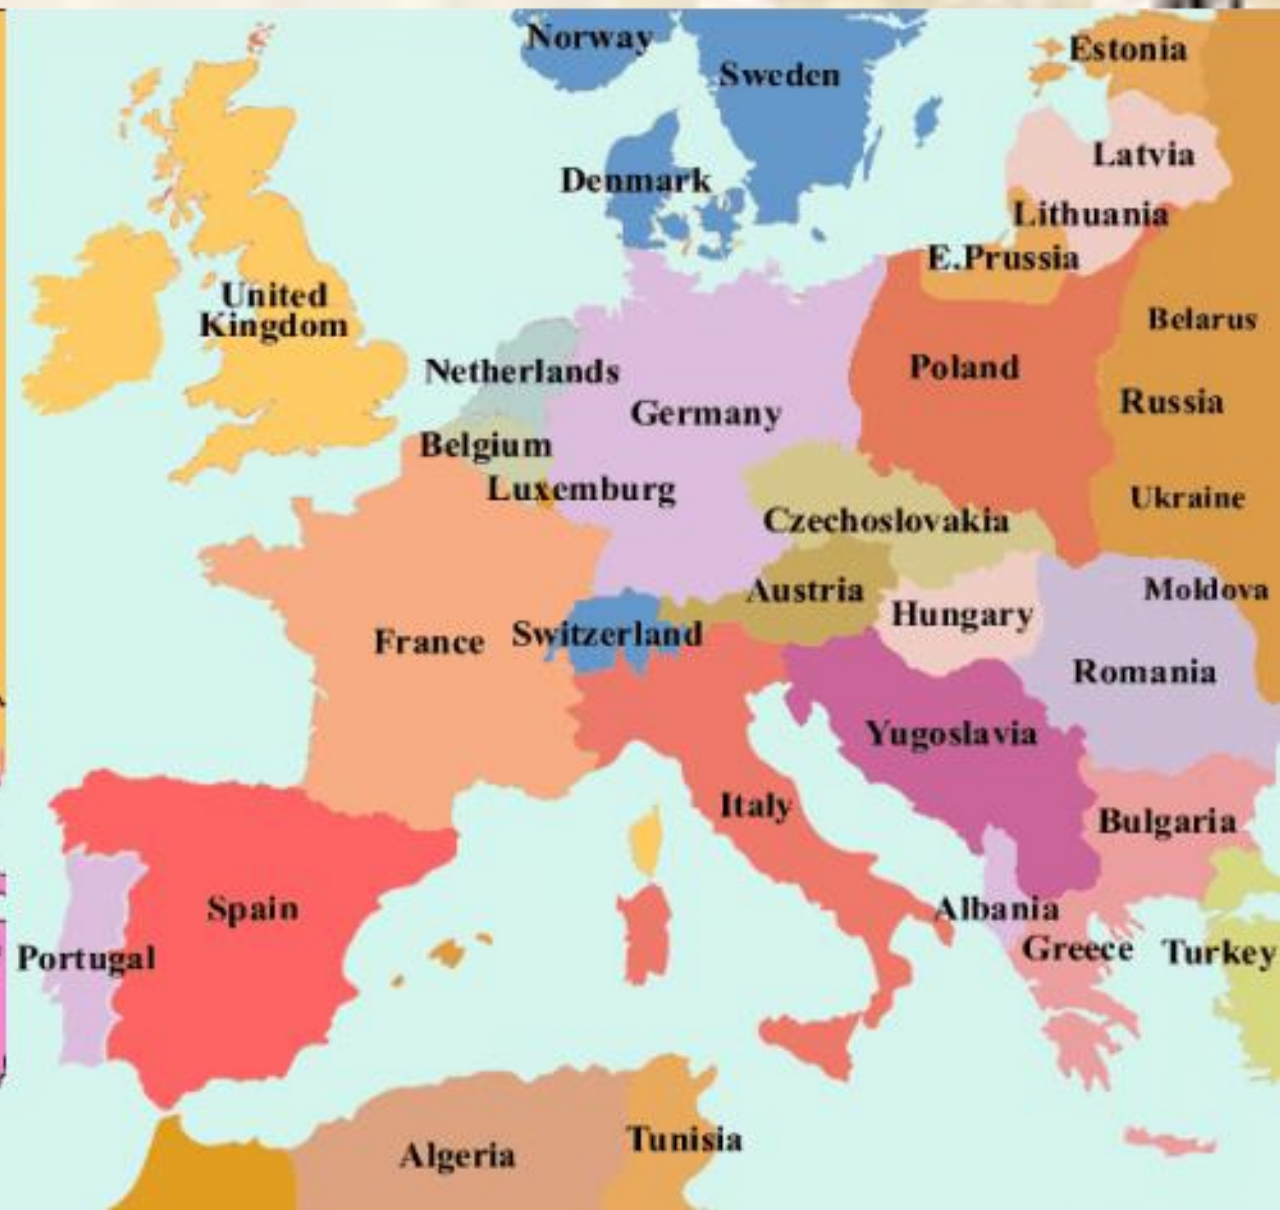 Norway
Sweden
Estonia
Latvia
Denmark
Lithuania
E.Prussia
United
Kingdom
Belarus
Netherlands
Poland
Germany
Russia
Belgium
Luxemburg
Ukraine
Czechoslovakia
Austria
Moldova
Hungary
France
Switzerland
Romania
Yugoslavia
Italy
Bulgaria
Spain
Albania
Portugal
Greece
Turkey
Algeria
Tunisia